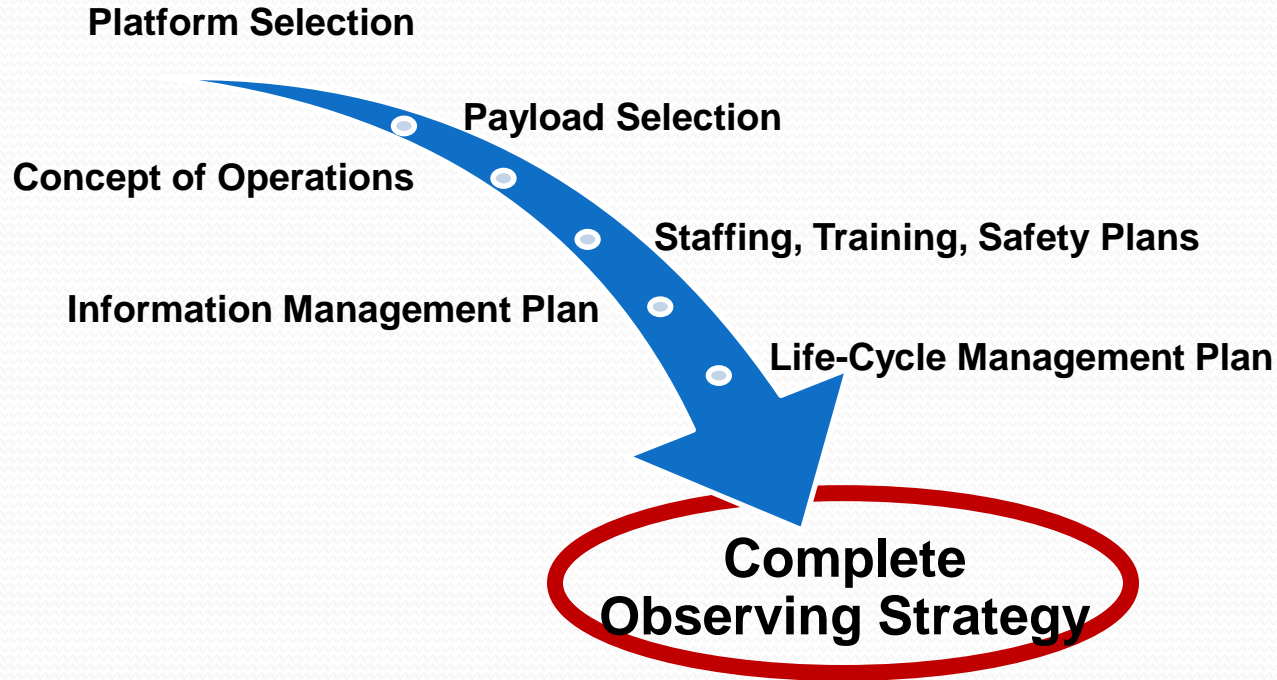 Platform Selection
Payload Selection
Concept of Operations
Staffing, Training, Safety Plans
Information Management Plan
Life-Cycle Management Plan
Complete
Observing Strategy